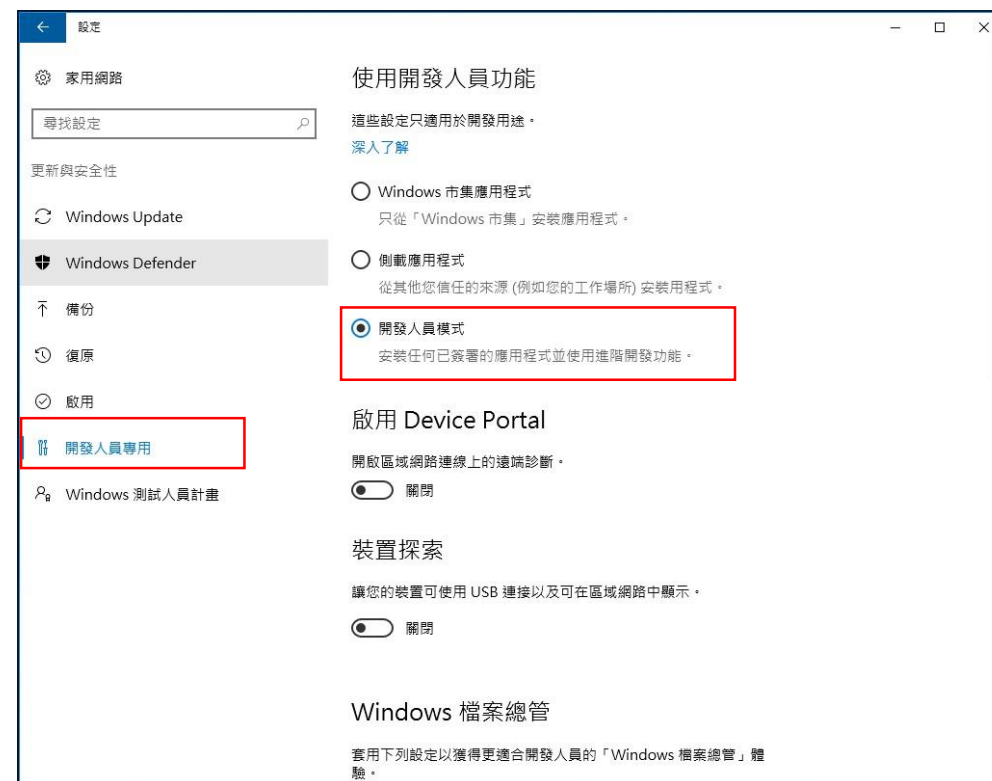 設定
家用網路
尋找設定
更新與安全性
Windows Update
Windows Defender
備份
復原
啟用
開發人員專用
Windows 測試人員計畫
使用開發人員功能
這些設定只適用於開發用途。
深入了解
Windows 市集應用程式
只從「Windows 市集」安裝應用程式。
側載應用程式
從其他您信任的來源 (例如您的工作場所) 安裝用程式。
開發人員模式
安裝任何已簽署的應用程式並使用進階開發功能。
啟用 Device Portal
開啟區域網路連線上的遠端診斷。
關閉
裝置探索
讓您的裝置可使用 USB 連接以及可在區域網路中顯示。
關閉
Windows 檔案總管
套用下列設定以獲得更適合開發人員的「Windows 檔案總管」體
驗。